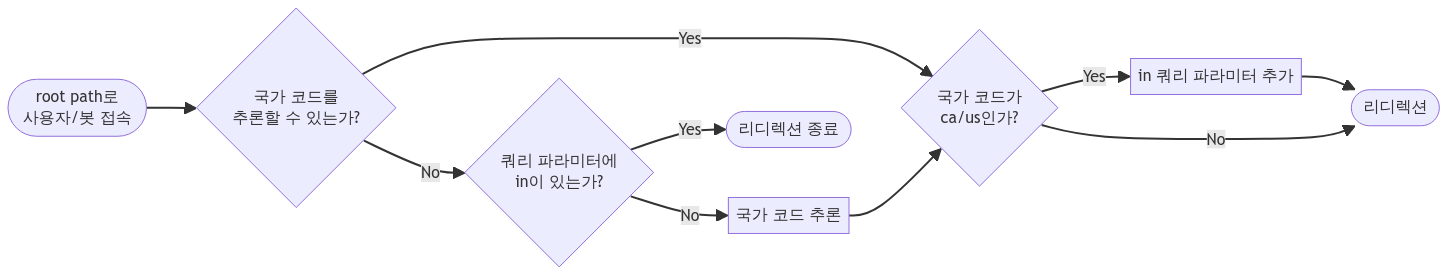 root path로
사용자/봇 접속
국가 코드를
추론할 수 있는가?
Yes
No
쿼리 파라미터에
in이 있는가?
Yes
리디렉션 종료
No
국가 코드 추론
국가 코드가
ca/us인가?
Yes
in 쿼리 파라미터 추가
No
리디렉션